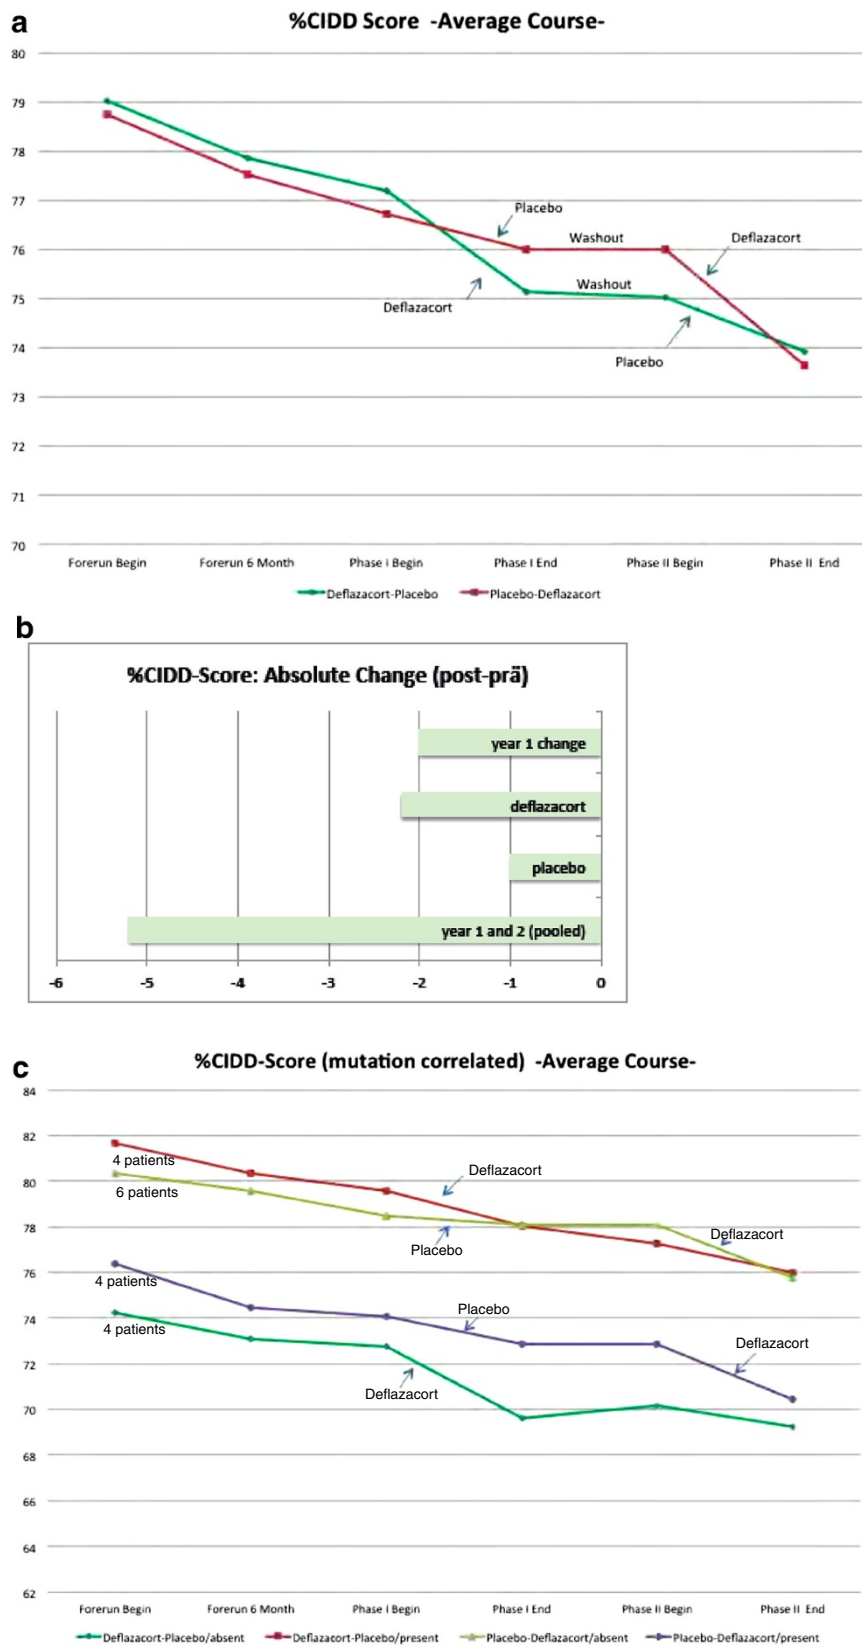 a
%CIDD Score -Average Course-
80
79
78
77
76
75
74
73
72
71
70
Placebo
Washout
Deflazacort
Deflazacort
Washout
Placebo
Forerun Begin
Forerun 6 Month
Phase I Begin
Phase I End
Phase II Begin
Phase II End
Deflazacort-Placebo
Placebo-Deflazacort
b
%CIDD-Score: Absolute Change (post-prä)
year 1 change
deflazacort
placebo
year 1 and 2 (pooled)
-6
-5
-4
-3
-2
-1
0
c
%CIDD-Score (mutation correlated) -Average Course-
84
82
80
78
76
74
72
70
68
66
64
62
4 patients
Deflazacort
6 patients
Placebo
Deflazacort
4 patients
Placebo
4 patients
Deflazacort
Deflazacort
Forerun Begin
Forerun 6 Month
Phase I Begin
Phase I End
Phase II Begin
Phase II End
Deflazacort-Placebo/absent
Deflazacort-Placebo/present
Placebo-Deflazacort/absent
Placebo-Deflazacort/present